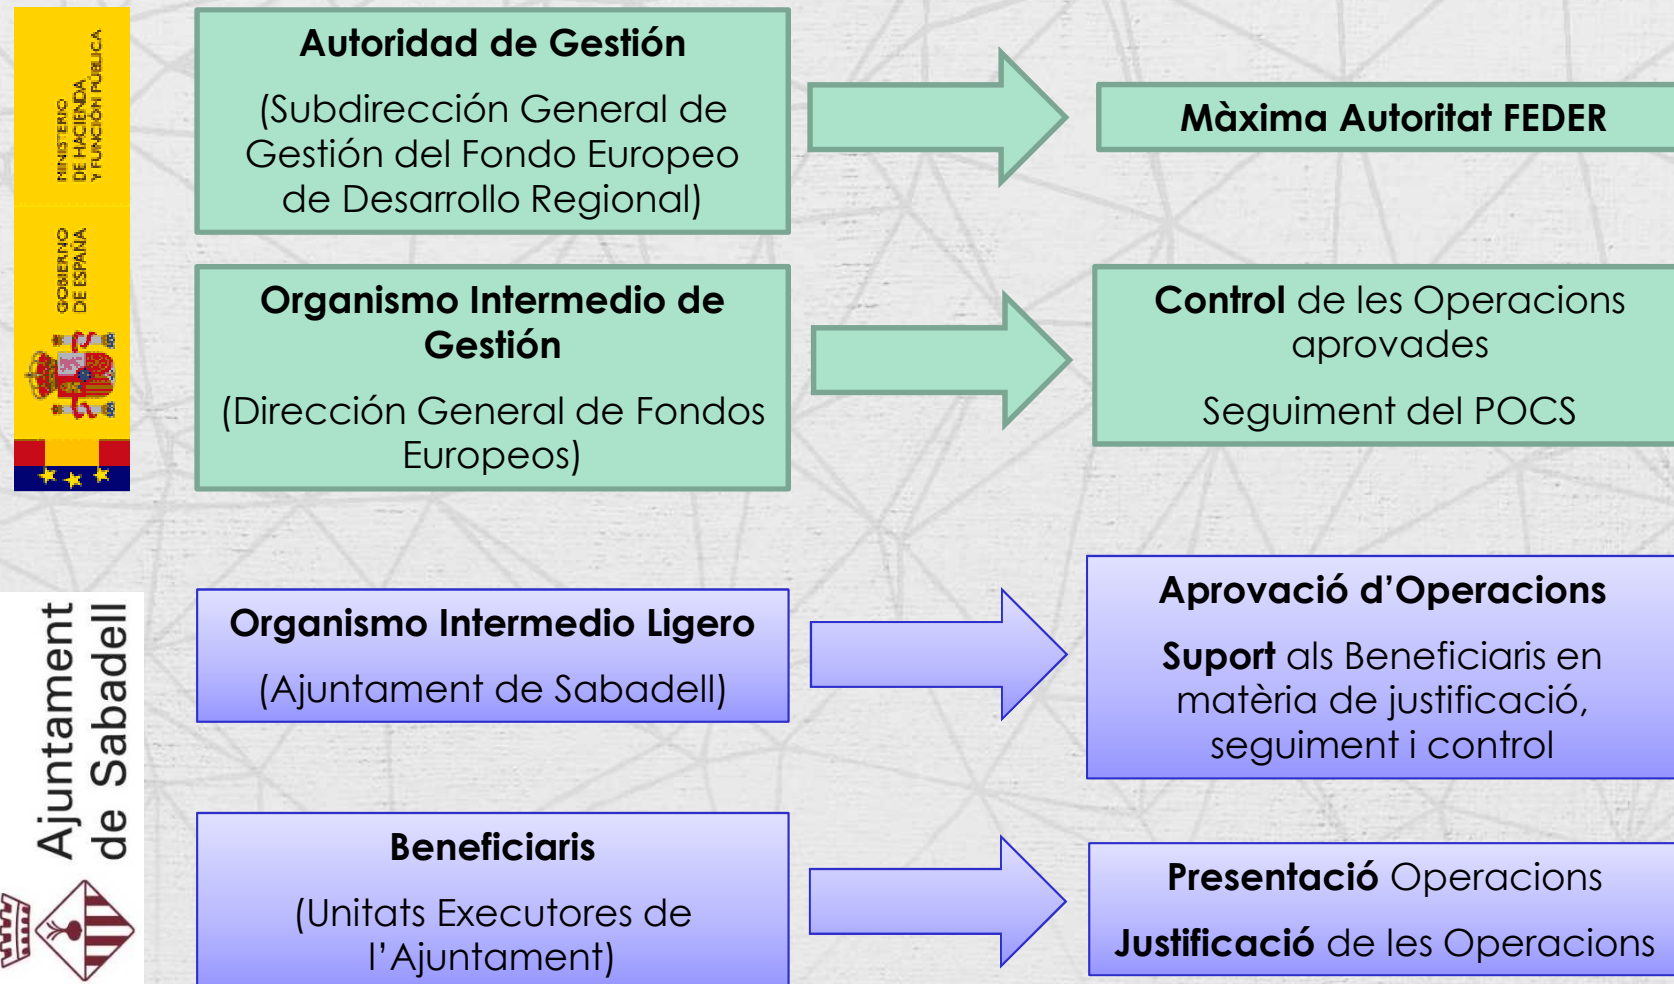 MINISTERIO
DE HACIENDA
Y FUNCIÓN PÚBLICA
GOBIERNO
DE ESPAÑA
Autoridad de Gestión
(Subdirección General de
Gestión del Fondo Europeo
de Desarrollo Regional)
Màxima Autoritat FEDER
Organismo Intermedio de
Gestión
(Dirección General de Fondos
Europeos)
Control de les Operacions
aprovades
Seguiment del POCS
Ajuntament
de Sabadell
Organismo Intermedio Ligero
(Ajuntament de Sabadell)
Aprovació d’Operacions
Suport als Beneficiaris en
matèria de justificació,
seguiment i control
Beneficiaris
(Unitats Executores de
l’Ajuntament)
Presentació Operacions
Justificació de les Operacions